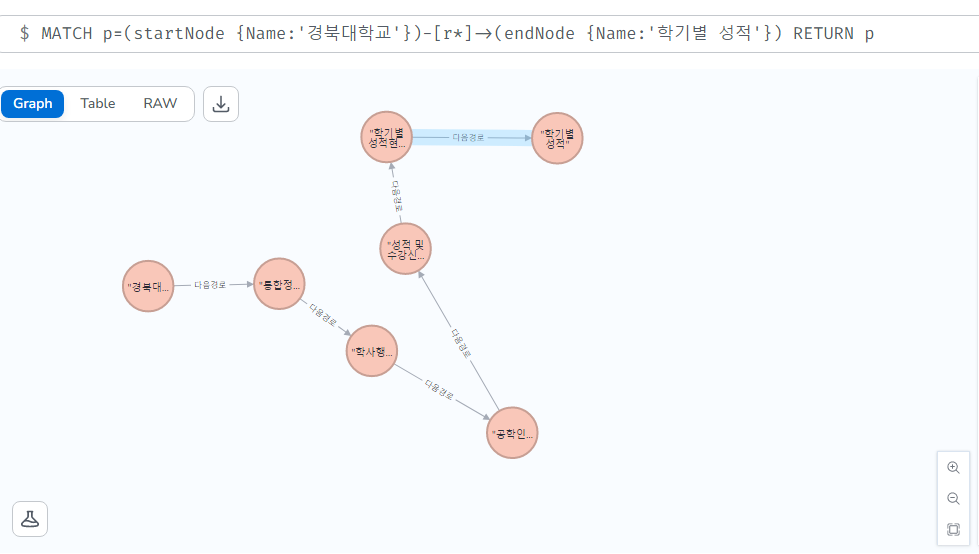 $ MATCH p=(startNode {Name:'경북대학교'})-[r*]->(endNode {Name:'학기별 성적'}) RETURN p
Graph
Table
RAW
"학기별
성적현...
다음경로
"학기별
성적"
다음경로
"성적 및
수강신...
"경북대...
다음경로
"통합정...
다음경로
다음경로
"학사행...
다음경로
"공학인...